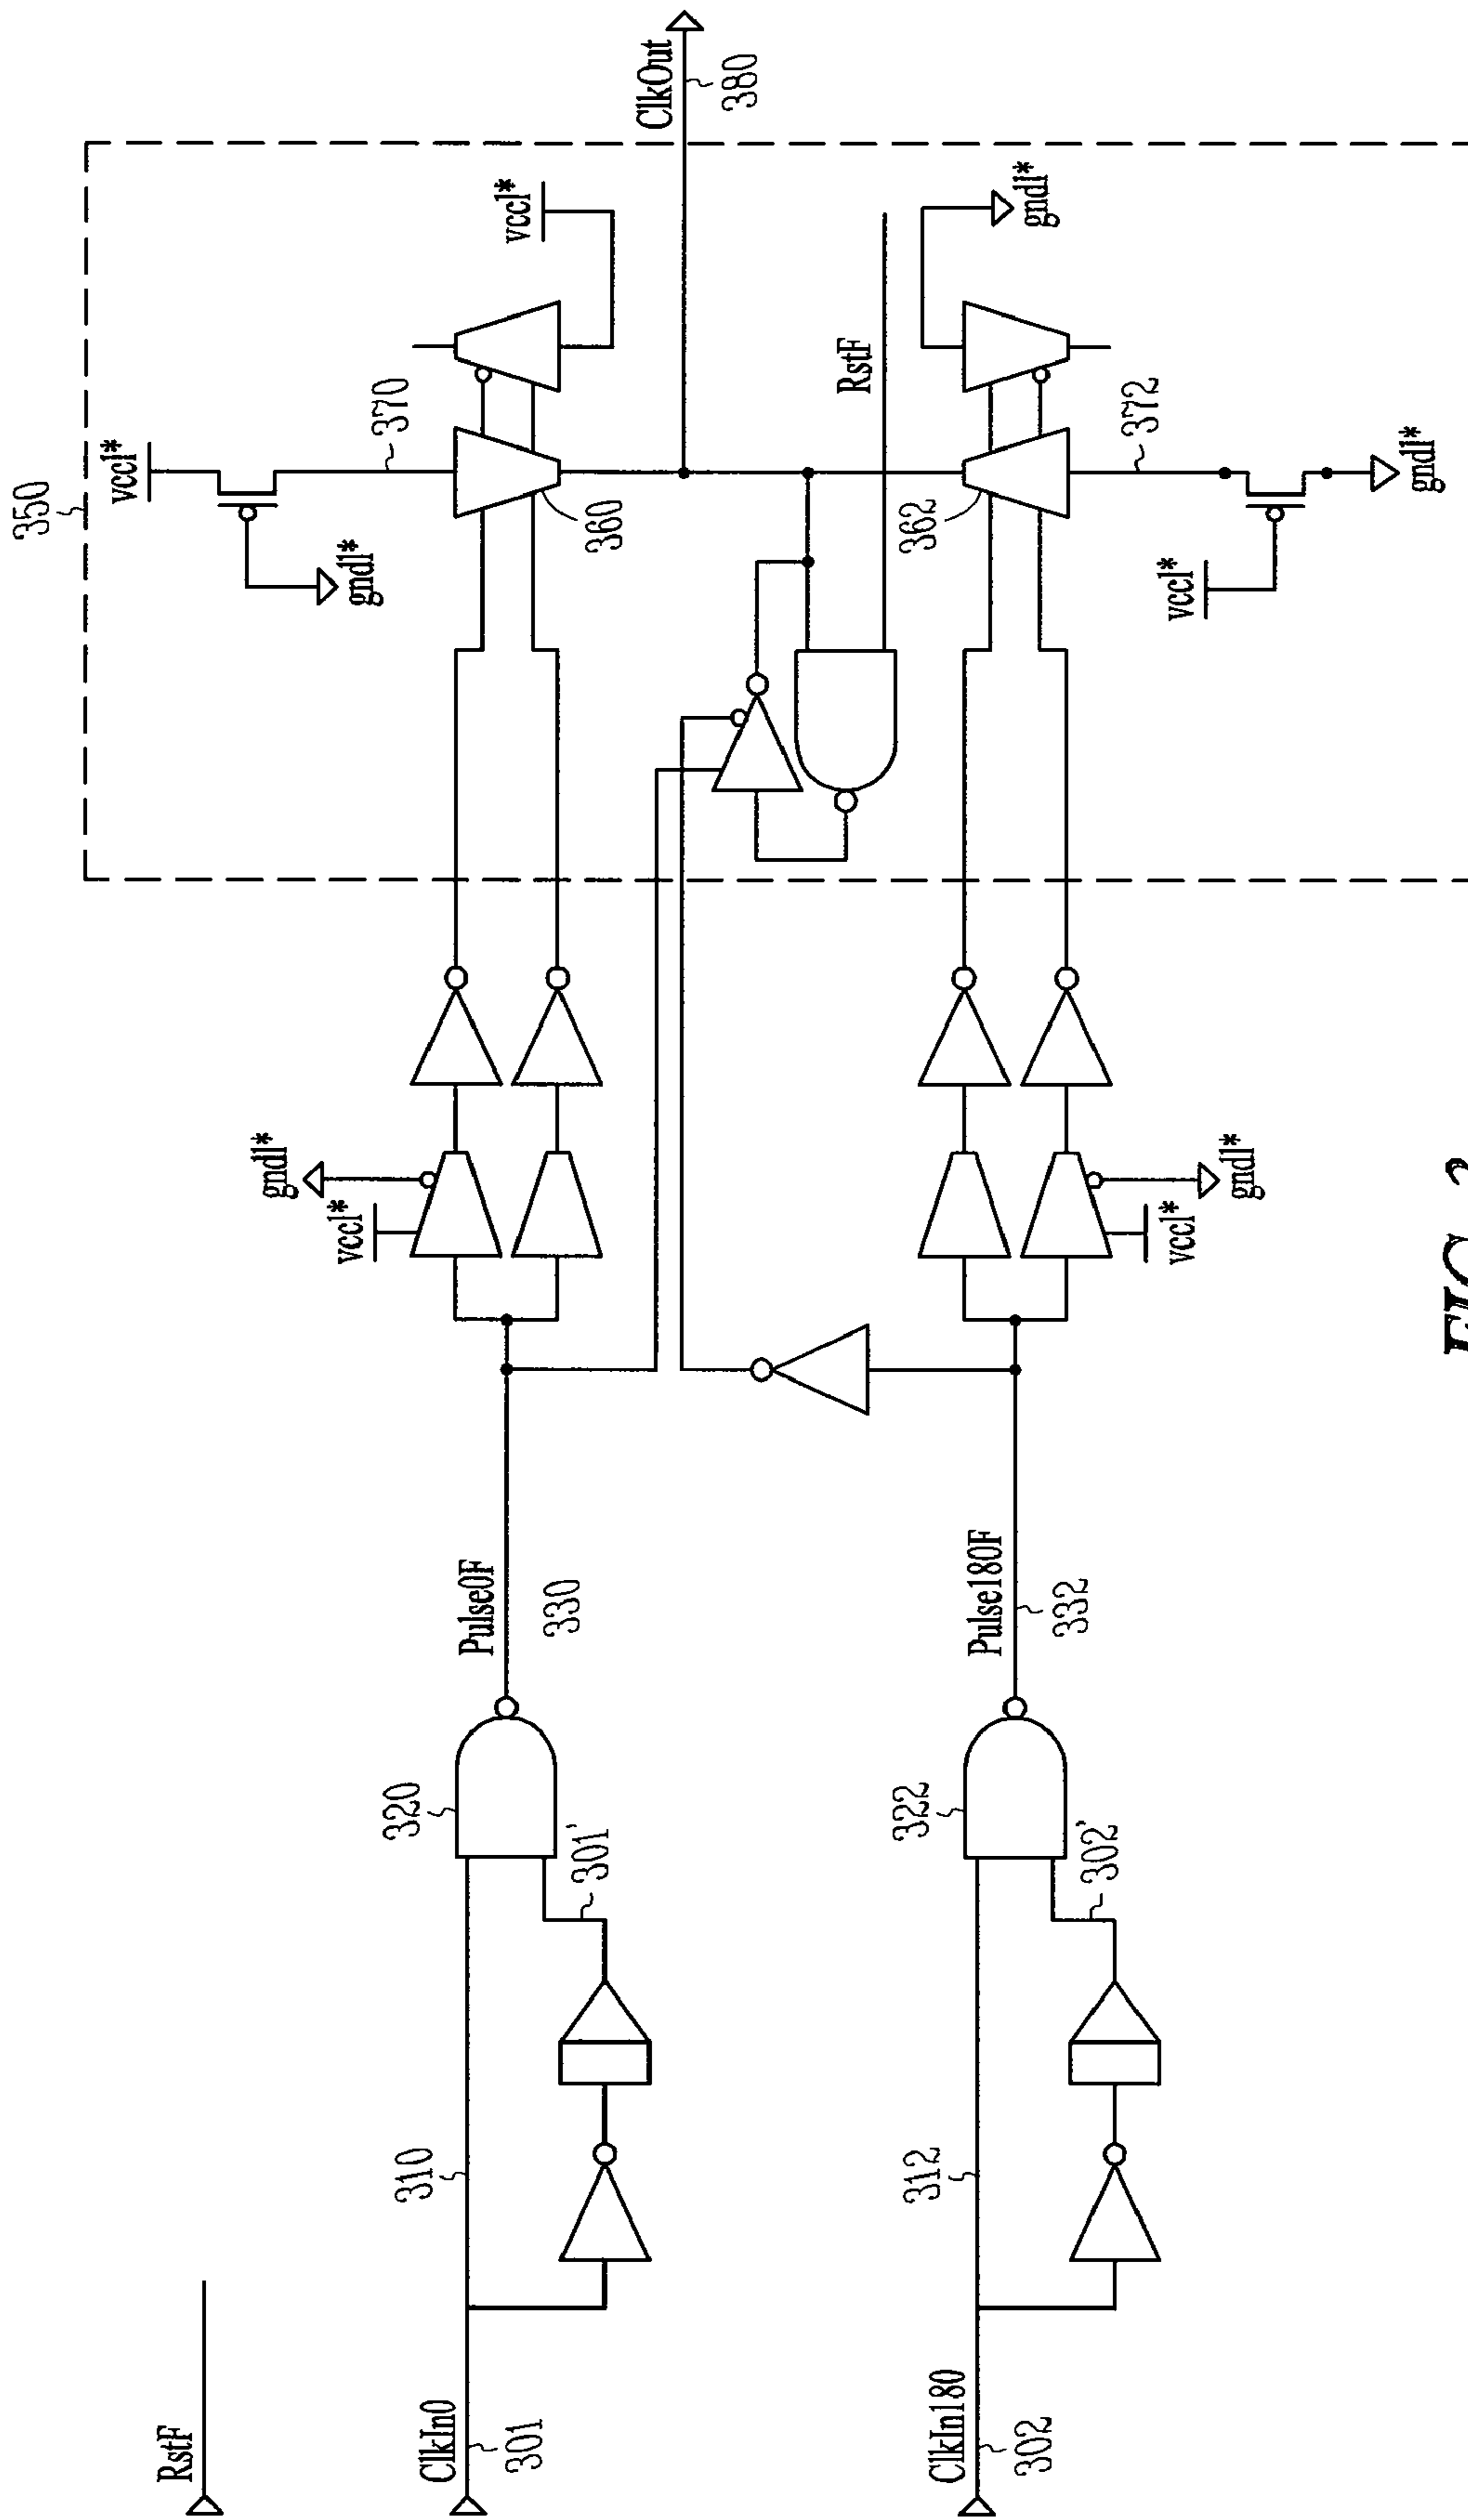 RstF
ClkIn0
301
310
301'
320
Pulse0F
330
vccl*
gndl*
350
vccl*
gndl*
370
360
vccl*
ClkOut
380
RstF
ClkIn180
302
312
302'
322
Pulse180F
332
vccl*
gndl*
362
372
vccl*
gndl*
gndl*